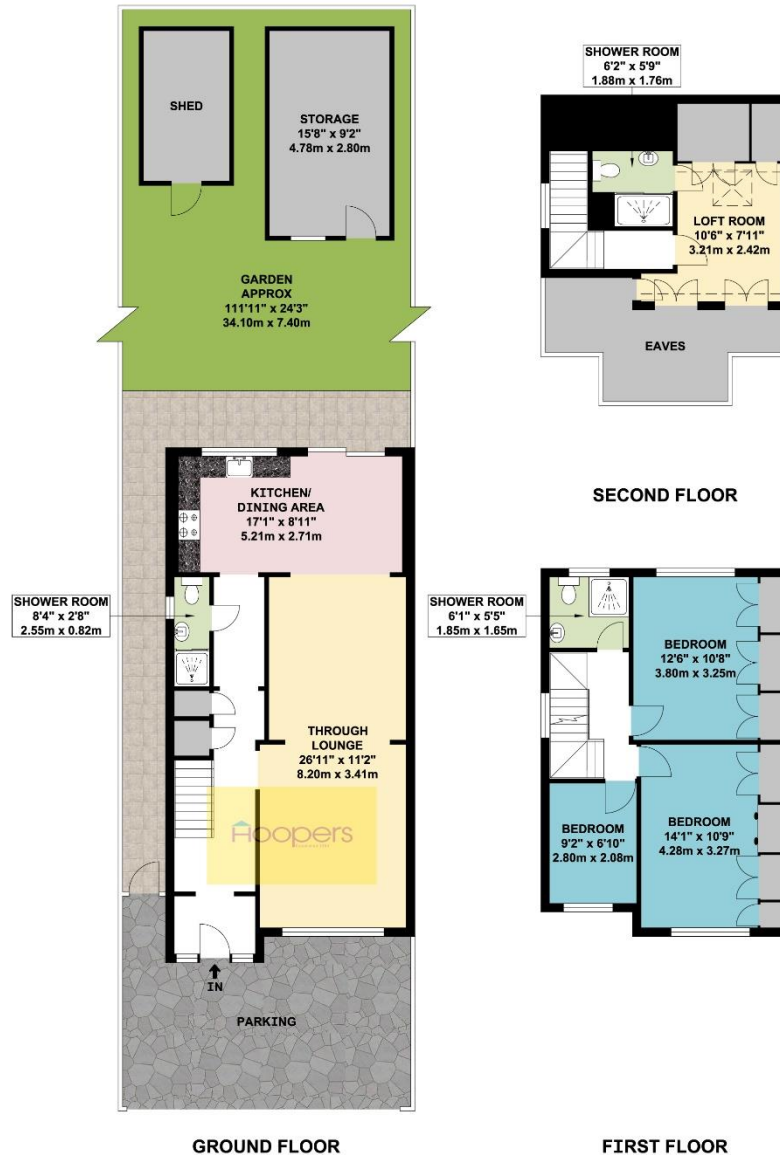 SHED
STORAGE
15'8" x 9'2"
4.78m x 2.80m
GARDEN
APPROX
111'11" x 24'3"
34.10m x 7.40m
KITCHEN/
DINING AREA
17'1" x 8'11"
5.21m x 2.71m
SHOWER ROOM
8'4" x 2'8"
2.55m x 0.82m
THROUGH
LOUNGE
26'11" x 11'2"
8.20m x 3.41m
Hoopers
IN
PARKING
GROUND FLOOR
SHOWER ROOM
6'2" x 5'9"
1.88m x 1.76m
LOFT ROOM
10'6" x 7'11"
3.21m x 2.42m
EAVES
SECOND FLOOR
SHOWER ROOM
6'1" x 5'5"
1.85m x 1.65m
BEDROOM
12'6" x 10'8"
3.80m x 3.25m
BEDROOM
9'2" x 6'10"
2.80m x 2.08m
BEDROOM
14'1" x 10'9"
4.28m x 3.27m
FIRST FLOOR